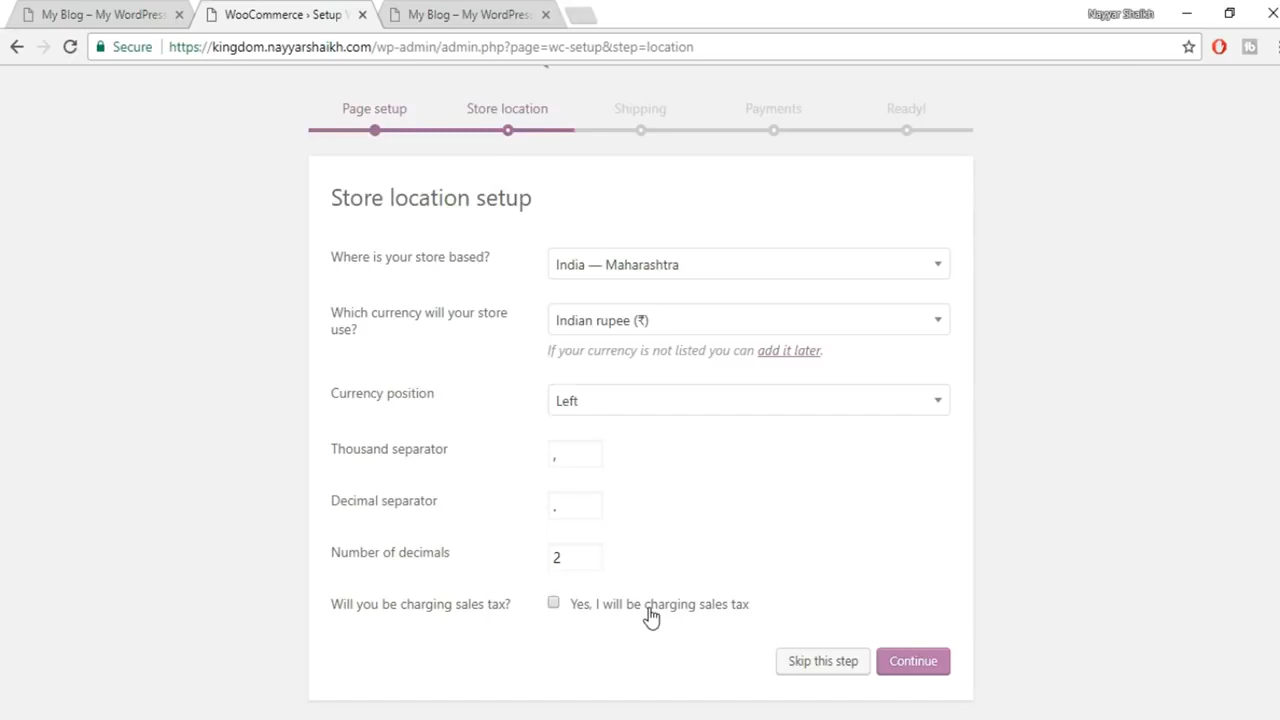 My Blog – My WordPress
WooCommerce › Setup
My Blog – My WordPress
Nayyar Shaikh
Secure
https://kingdom.nayyarshaikh.com/wp-admin/admin.php?page=wc-setup&step=location
Page setup
Store location
Shipping
Payments
Ready!
Store location setup
Where is your store based?
India — Maharashtra
Which currency will your store
use?
Indian rupee (₹)
If your currency is not listed you can add it later.
Currency position
Left
Thousand separator
,
Decimal separator
.
Number of decimals
2
Will you be charging sales tax?
Yes, I will be charging sales tax
Skip this step
Continue